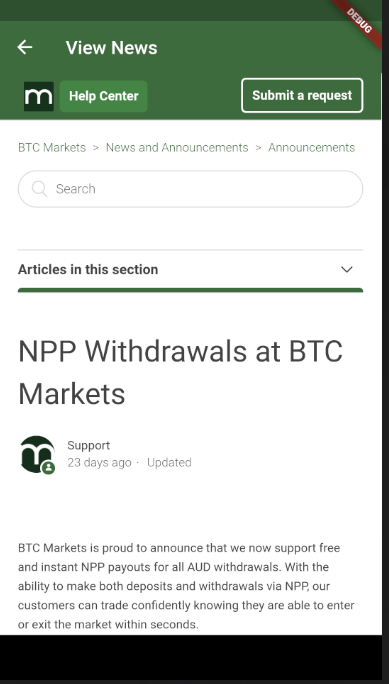 DEBUG
View News
m Help Center
Submit a request
BTC Markets > News and Announcements > Announcements
Search
Articles in this section
NPP Withdrawals at BTC
Markets
Support
23 days ago · Updated
BTC Markets is proud to announce that we now support free
and instant NPP payouts for all AUD withdrawals. With the
ability to make both deposits and withdrawals via NPP, our
customers can trade confidently knowing they are able to enter
or exit the market within seconds.